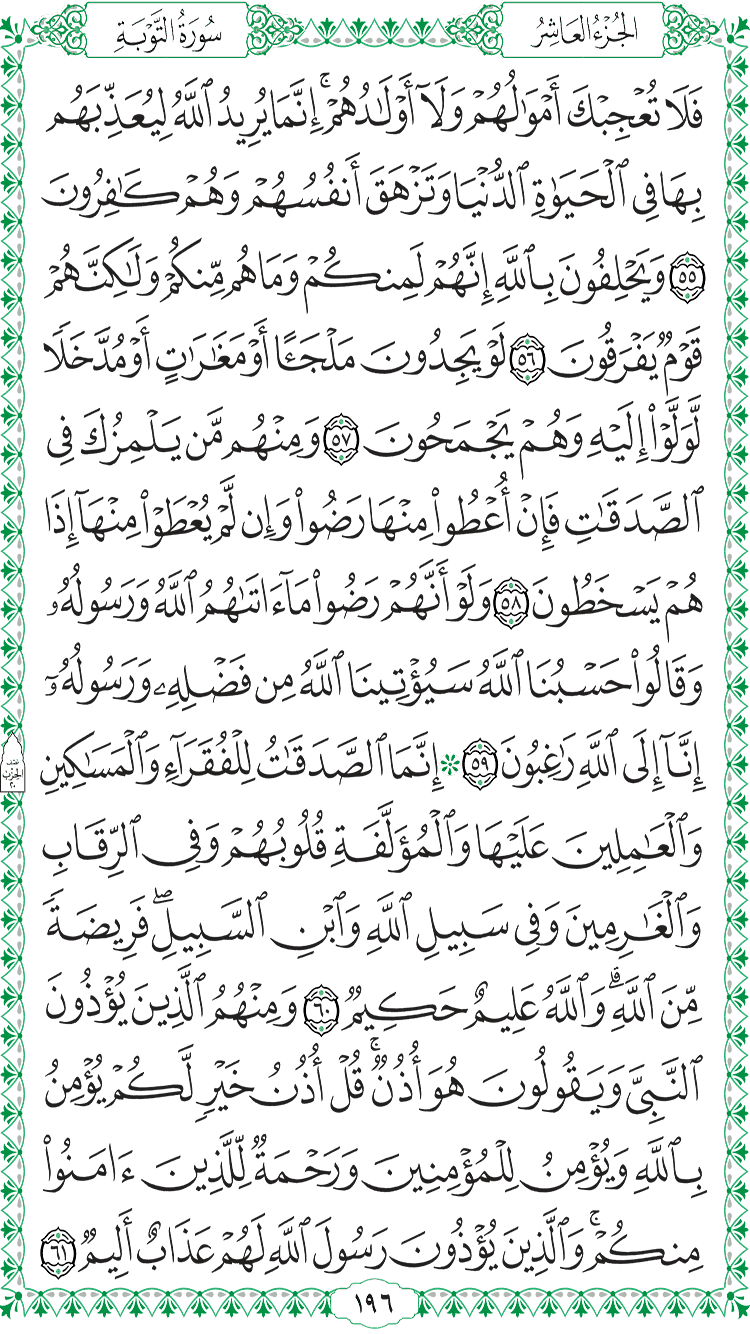 الجُزْءُ العَاشِرُ
سُورَةُ التَّوْبَةِ
فَلَا تُعْجِبْكَ أَمْوَٰلُهُمْ وَلَآ أَوْلَٰدُهُمْۚ إِنَّمَا يُرِيدُ ٱللَّهُ لِيُعَذِّبَهُم
بِهَا فِي ٱلْحَيَوٰةِ ٱلدُّنْيَا وَتَزْهَقَ أَنفُسُهُمْ وَهُمْ كَٰفِرُونَ
٥٥ وَيَحْلِفُونَ بِٱللَّهِ إِنَّهُمْ لَمِنكُمْ وَمَا هُم مِّنكُمْ وَلَٰكِنَّهُمْ
قَوْمٌ يَفْرَقُونَ ٥٦ لَوْ يَجِدُونَ مَلْجَـًٔا أَوْ مَغَٰرَٰتٍ أَوْ مُدَّخَلًا
لَّوَلَّوْا۟ إِلَيْهِ وَهُمْ يَجْمَحُونَ ٥٧ وَمِنْهُم مَّن يَلْمِزُكَ فِي
ٱلصَّدَقَٰتِ فَإِنْ أُعْطُوا۟ مِنْهَا رَضُوا۟ وَإِن لَّمْ يُعْطَوْا۟ مِنْهَآ إِذَا
هُمْ يَسْخَطُونَ ٥٨ وَلَوْ أَنَّهُمْ رَضُوا۟ مَآ ءَاتَىٰهُمُ ٱللَّهُ وَرَسُولُهُۥ
وَقَالُوا۟ حَسْبُنَا ٱللَّهُ سَيُؤْتِينَا ٱللَّهُ مِن فَضْلِهِۦ وَرَسُولُهُۥٓ
إِنَّآ إِلَى ٱللَّهِ رَٰغِبُونَ ٥٩ ۞ إِنَّمَا ٱلصَّدَقَٰتُ لِلْفُقَرَآءِ وَٱلْمَسَٰكِينِ
نصف الحزب ٢٠
وَٱلْعَٰمِلِينَ عَلَيْهَا وَٱلْمُؤَلَّفَةِ قُلُوبُهُمْ وَفِي ٱلرِّقَابِ
وَٱلْغَٰرِمِينَ وَفِي سَبِيلِ ٱللَّهِ وَٱبْنِ ٱلسَّبِيلِۖ فَرِيضَةً
مِّنَ ٱللَّهِۗ وَٱللَّهُ عَلِيمٌ حَكِيمٌ ٦٠ وَمِنْهُمُ ٱلَّذِينَ يُؤْذُونَ
ٱلنَّبِيَّ وَيَقُولُونَ هُوَ أُذُنٌۚ قُلْ أُذُنُ خَيْرٍ لَّكُمْ يُؤْمِنُ
بِٱللَّهِ وَيُؤْمِنُ لِلْمُؤْمِنِينَ وَرَحْمَةٌ لِّلَّذِينَ ءَامَنُوا۟
مِنكُمْۚ وَٱلَّذِينَ يُؤْذُونَ رَسُولَ ٱللَّهِ لَهُمْ عَذَابٌ أَلِيمٌ ٦١
١٩٦